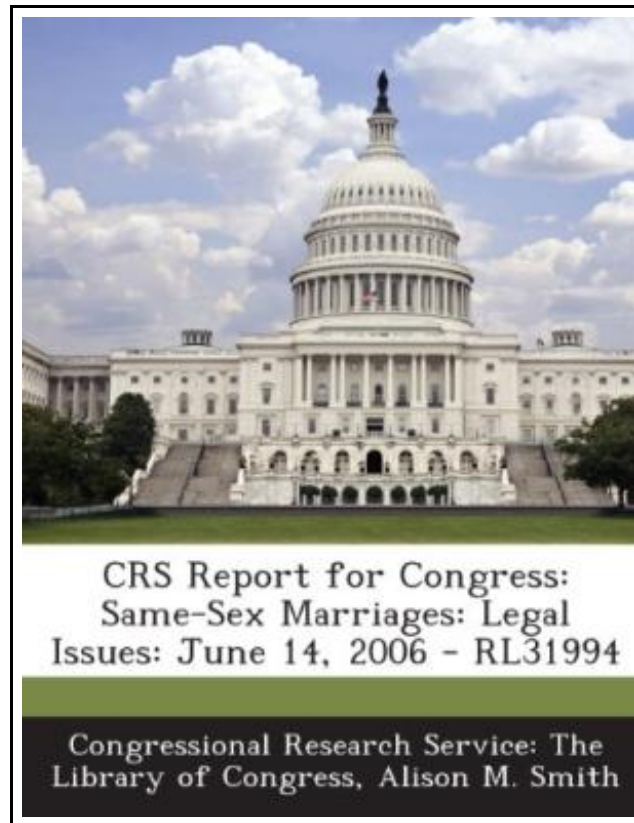 CRS Report for Congress:
Same-Sex Marriages: Legal
Issues: June 14, 2006 - RL31994
Congressional Research Service: The
Library of Congress, Alison M. Smith